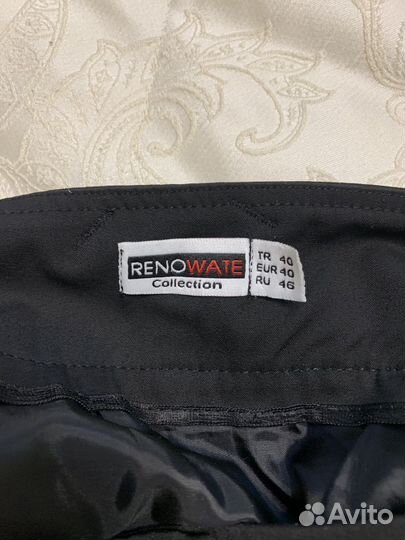 RENOWATE
Collection
TR 40
EUR 40
RU 46
Avito